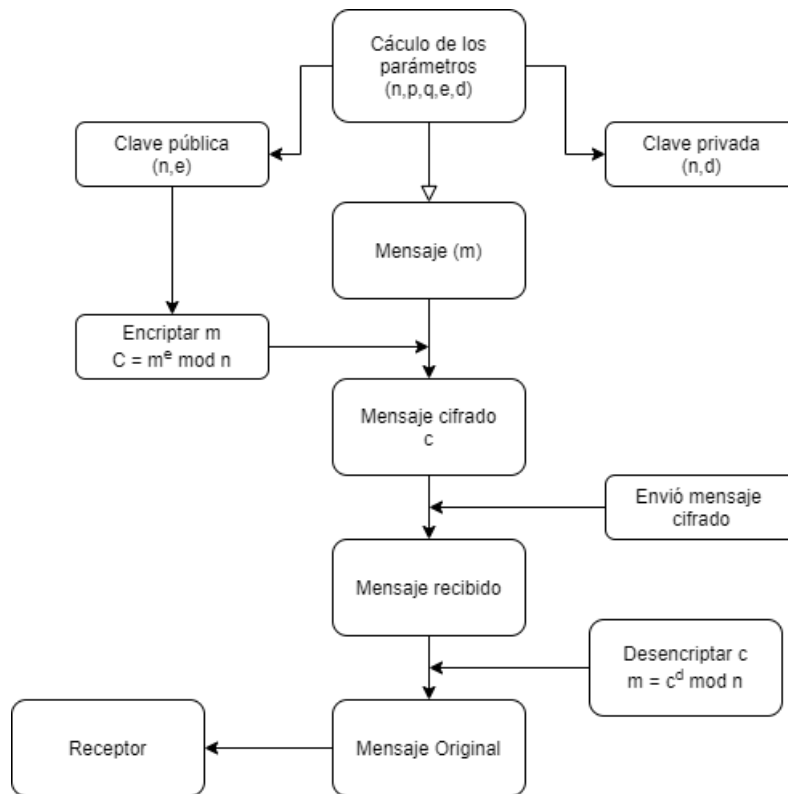 Cáculo de los
parámetros
(n,p,q,e,d)
Clave pública
(n,e)
Clave privada
(n,d)
Mensaje (m)
Encriptar m
C = m^e mod n
Mensaje cifrado
c
Envió mensaje
cifrado
Mensaje recibido
Desencriptar c
m = c^d mod n
Receptor
Mensaje Original